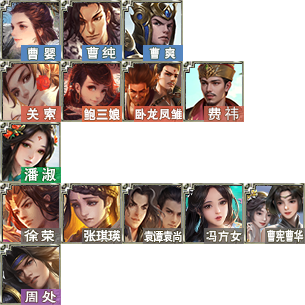 曹婴 曹纯 曹爽
关索 鲍三娘 卧龙凤雏 费祎
潘淑
徐荣 张琪瑛 袁谭袁尚 冯方女 曹宪曹华
周处